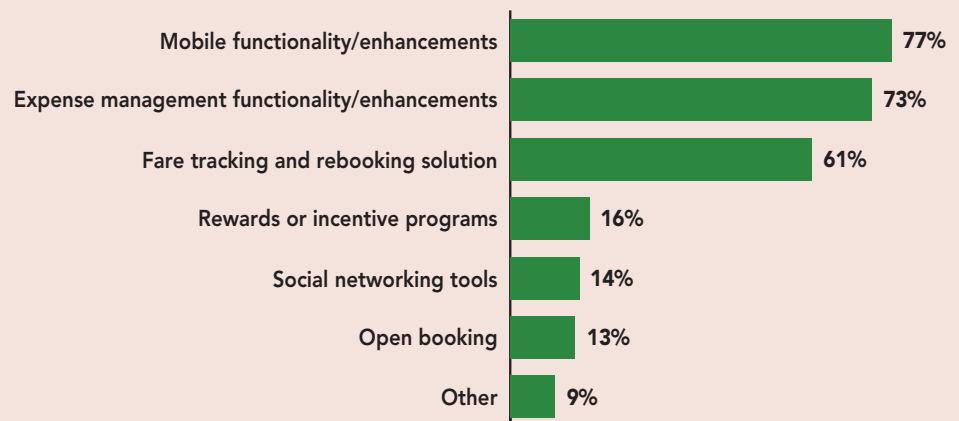 Mobile functionality/enhancements 77%
Expense management functionality/enhancements 73%
Fare tracking and rebooking solution 61%
Rewards or incentive programs 16%
Social networking tools 14%
Open booking 13%
Other 9%